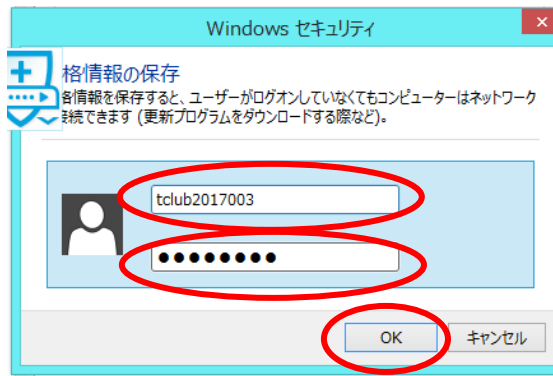 Windows セキュリティ
格情報の保存
格情報を保存すると、ユーザーがログオンしていなくてもコンピューターはネットワーク
接続できます (更新プログラムをダウンロードする際など)。
tclub2017003
●●●●●●●●
OK
キャンセル